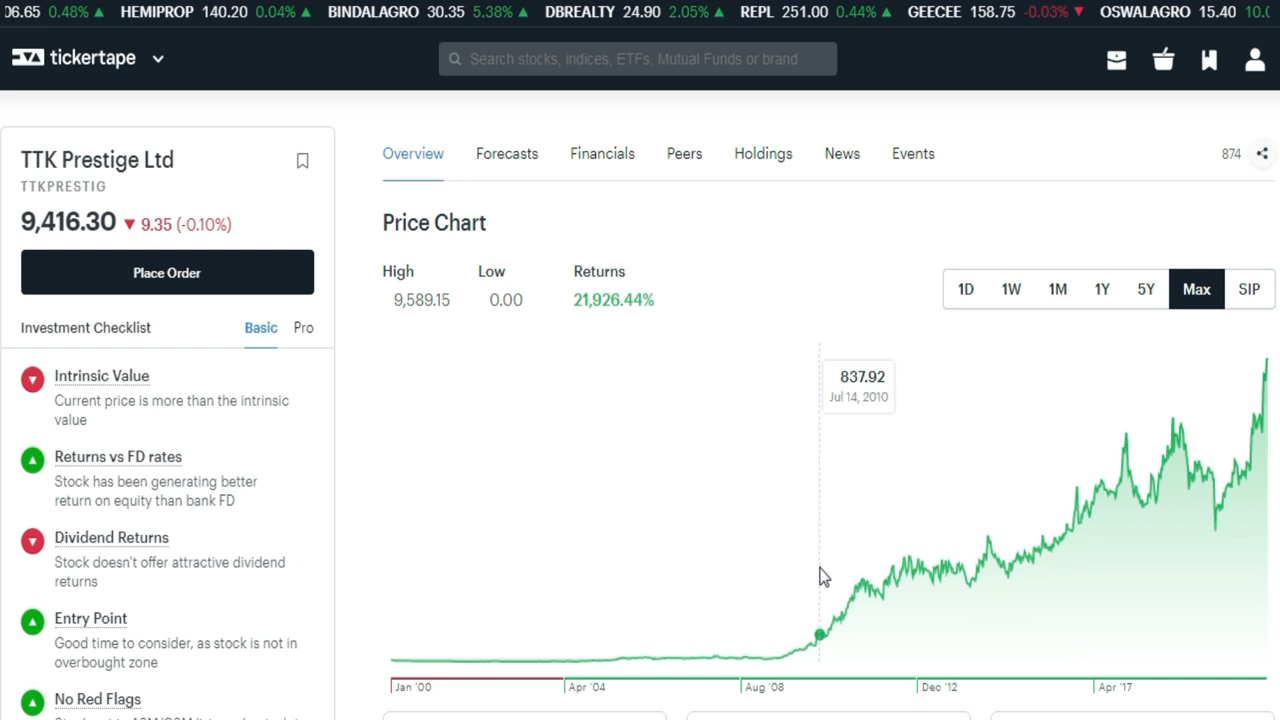 06.65 0.48% ▲ HEMIPROP 140.20 0.04% ▲ BINDALAGRO 30.35 5.38% ▲ DBREALTY 24.90 2.05% ▲ REPL 251.00 0.44% ▲ GEECEE 158.75 -0.03% ▼ OSWALAGRO 15.40 10.0
tickertape
Search stocks, indices, ETFs, Mutual Funds or brand
TTK Prestige Ltd
TTKPRESTIG
9,416.30 ▼ 9.35 (-0.10%)
Place Order
Investment Checklist Basic Pro
Intrinsic Value
Current price is more than the intrinsic
value
Returns vs FD rates
Stock has been generating better
return on equity than bank FD
Dividend Returns
Stock doesn't offer attractive dividend
returns
Entry Point
Good time to consider, as stock is not in
overbought zone
No Red Flags
Overview Forecasts Financials Peers Holdings News Events 874
Price Chart
High Low Returns
9,589.15 0.00 21,926.44%
1D 1W 1M 1Y 5Y Max SIP
837.92
Jul 14, 2010
Jan '00 Apr '04 Aug '08 Dec '12 Apr '17